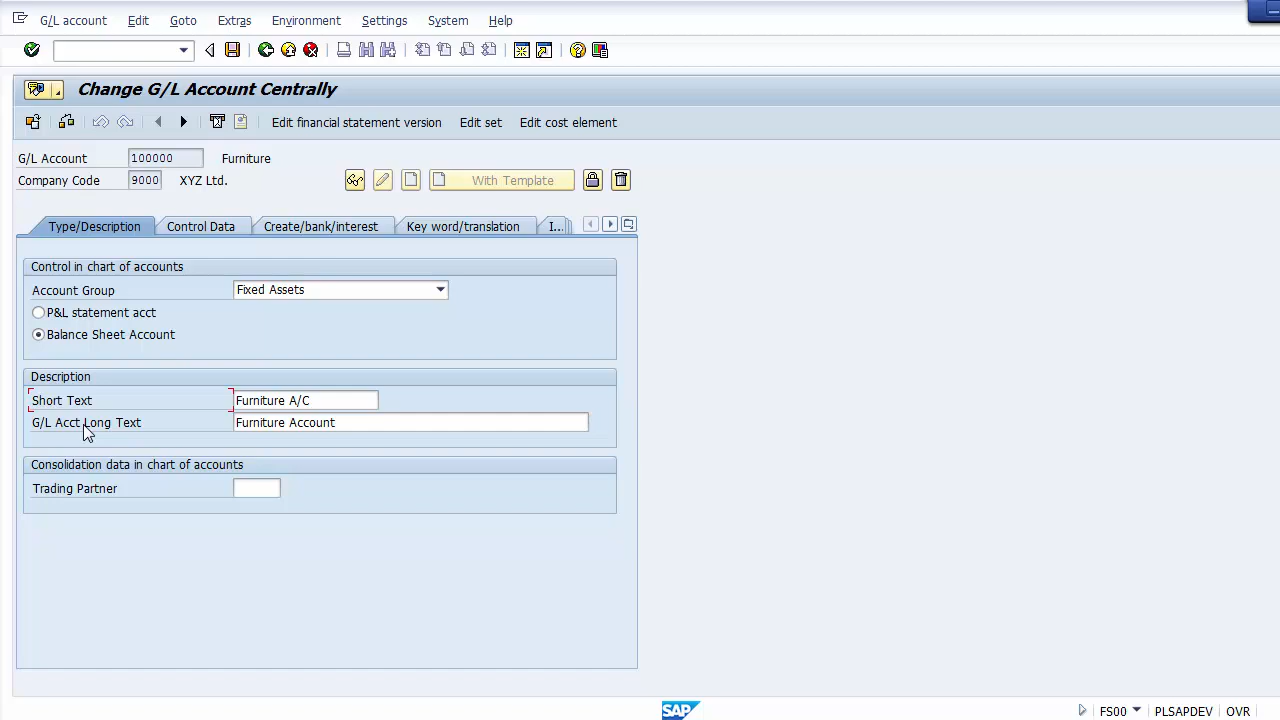 G/L account Edit Goto Extras Environment Settings System Help
Change G/L Account Centrally
Edit financial statement version Edit set Edit cost element
G/L Account 100000 Furniture
Company Code 9000 XYZ Ltd. With Template
Type/Description Control Data Create/bank/interest Key word/translation I...
Control in chart of accounts
Account Group Fixed Assets
P&L statement acct
Balance Sheet Account
Description
Short Text Furniture A/C
G/L Acct Long Text Furniture Account
Consolidation data in chart of accounts
Trading Partner
SAP FS00 PLSAPDEV OVR